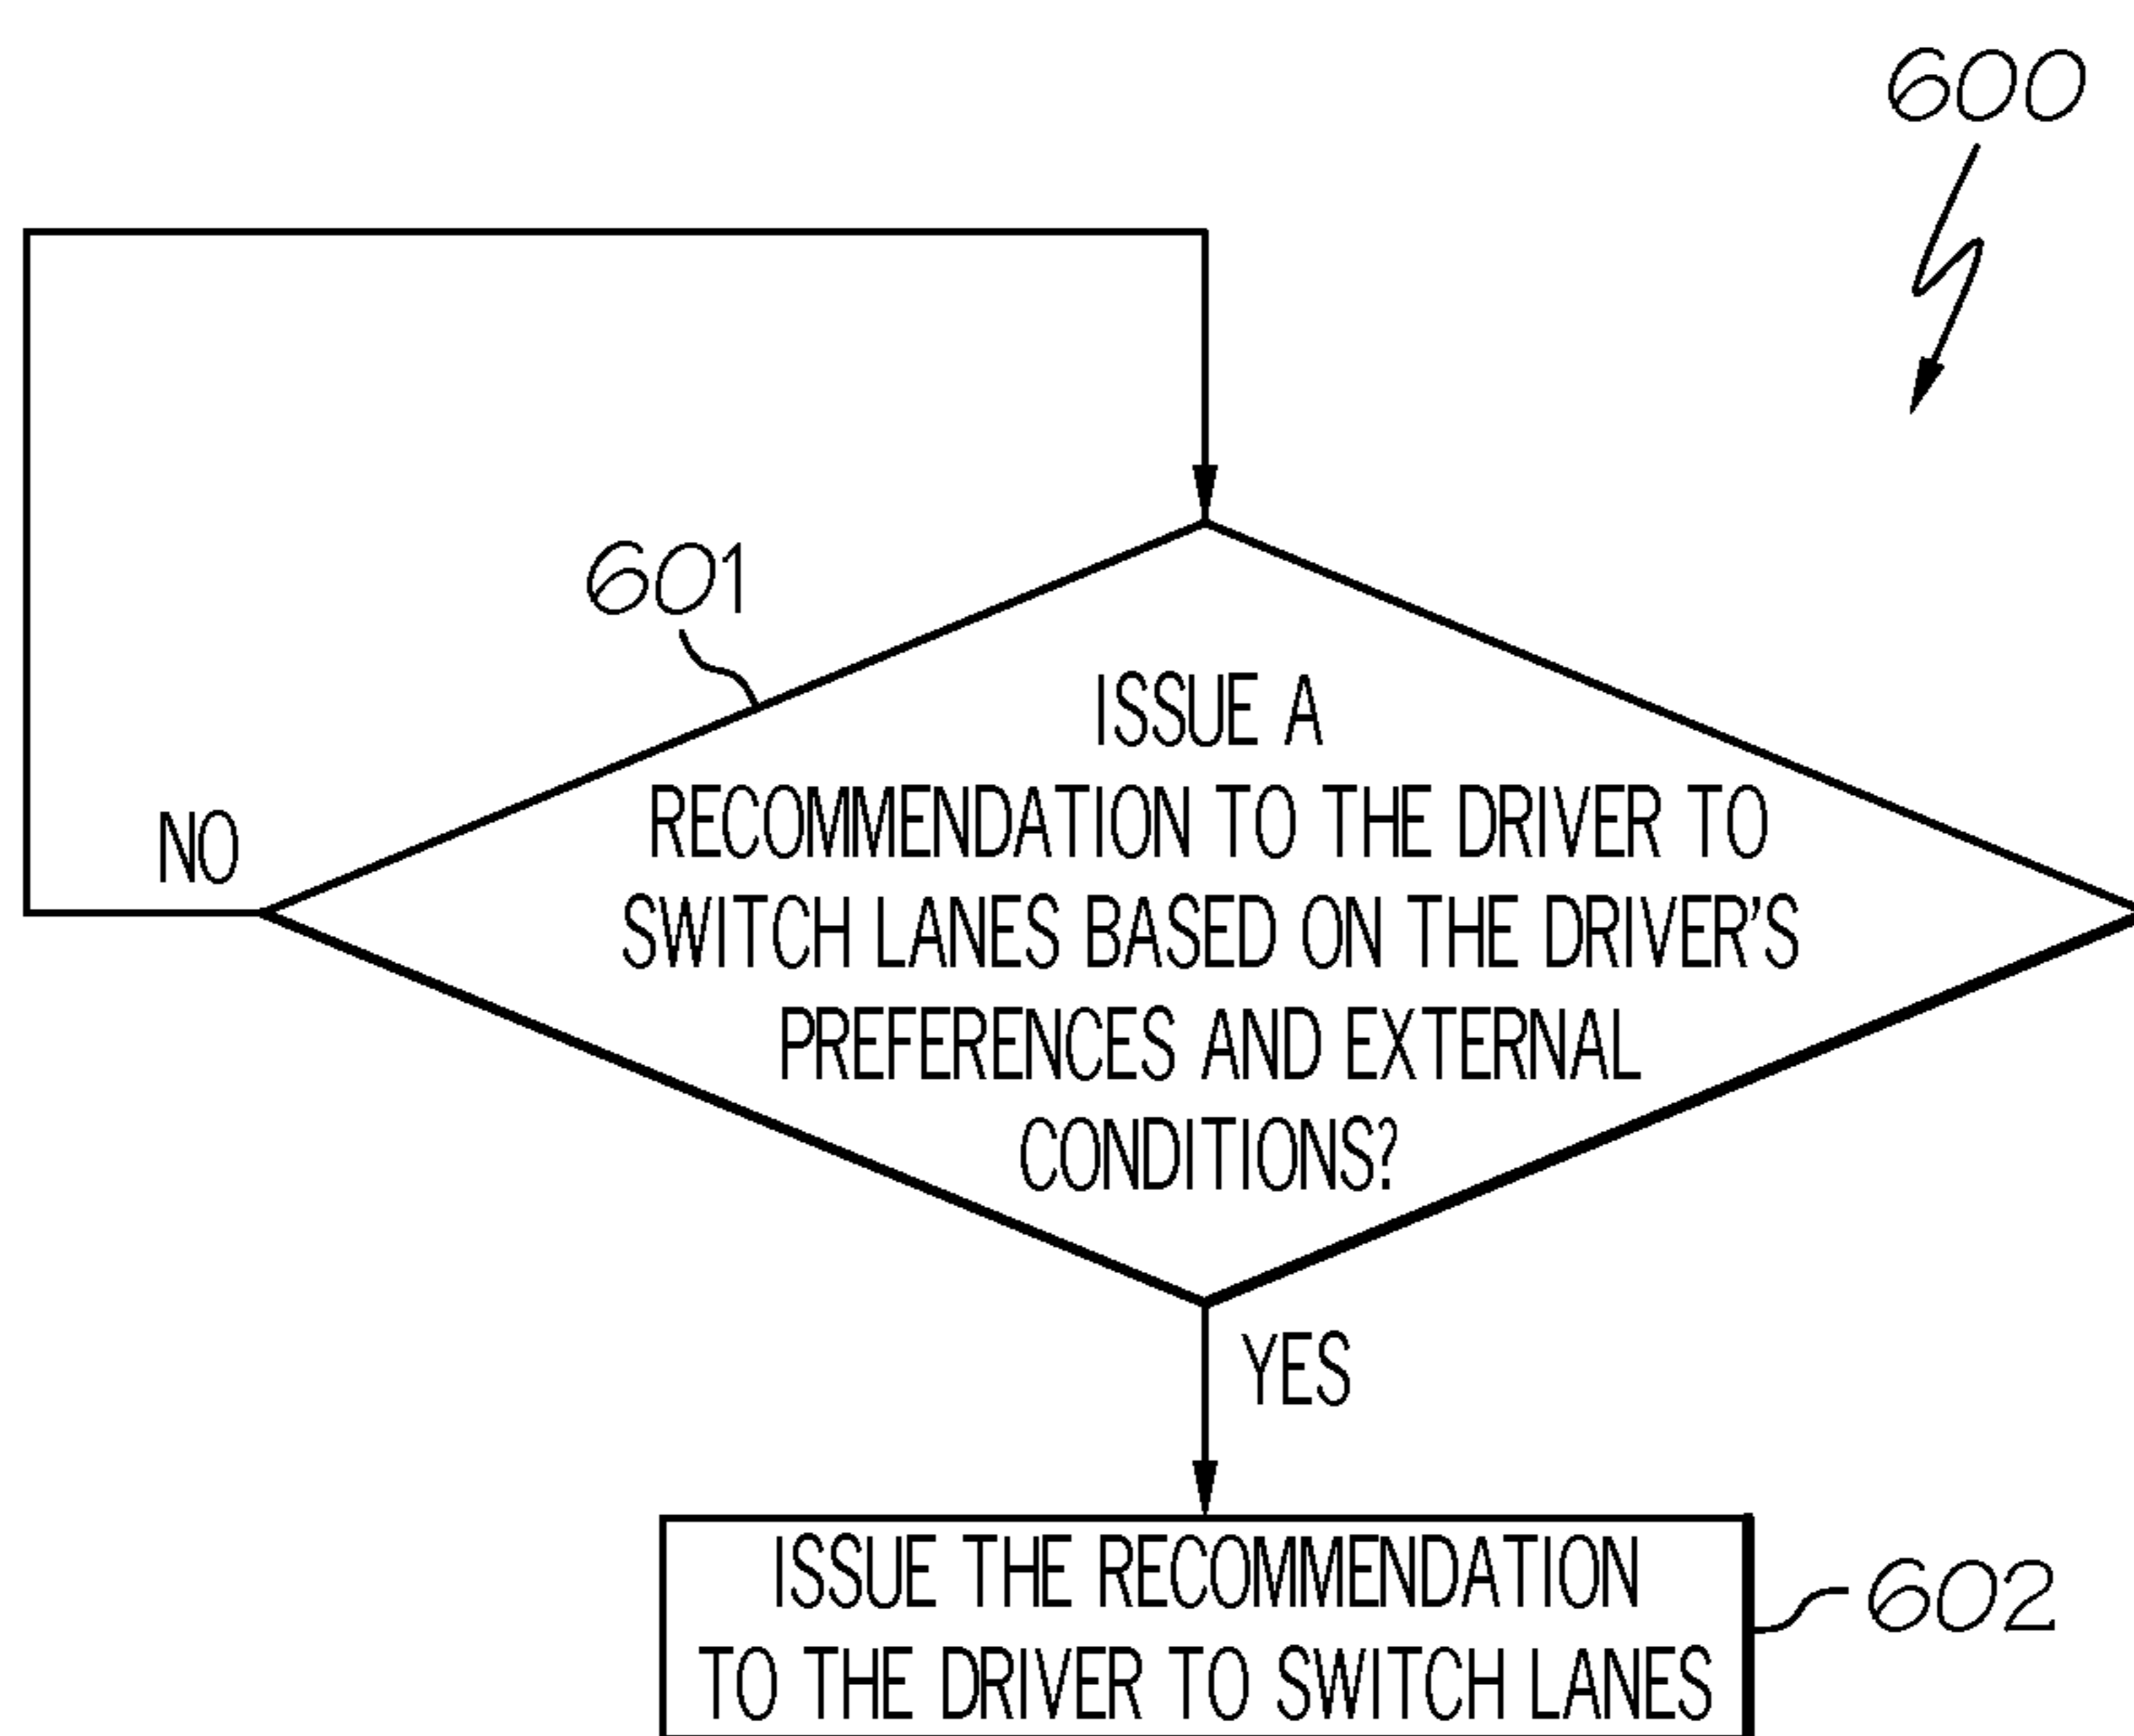 600
601
ISSUE A
RECOMMENDATION TO THE DRIVER TO
SWITCH LANES BASED ON THE DRIVER'S
PREFERENCES AND EXTERNAL
CONDITIONS?
NO
YES
ISSUE THE RECOMMENDATION
TO THE DRIVER TO SWITCH LANES
602